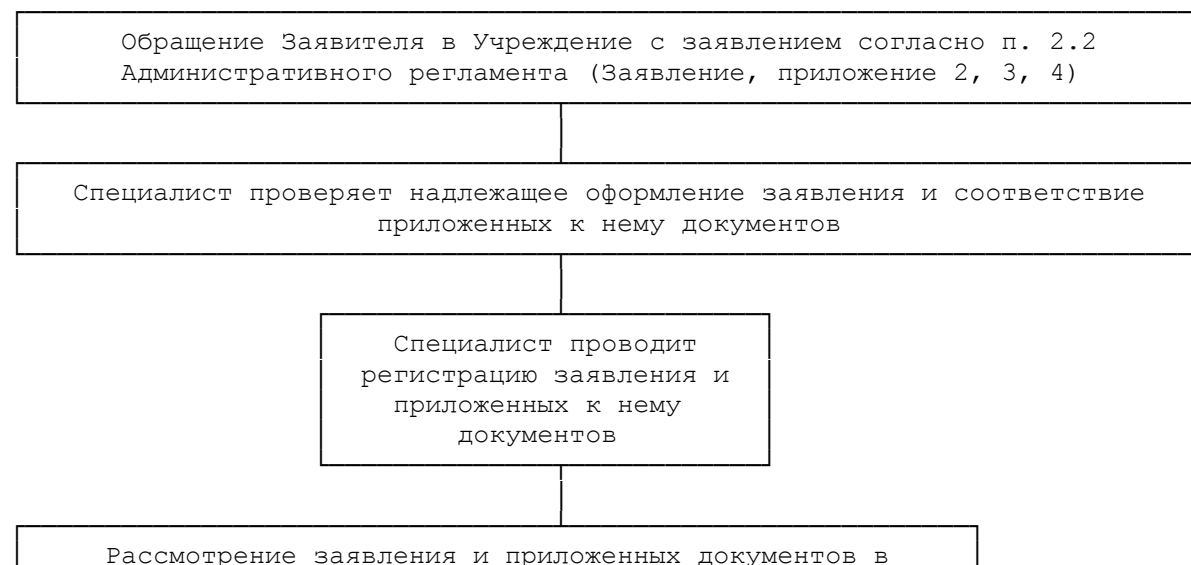 Обращение Заявителя в Учреждение с заявлением согласно п. 2.2
Административного регламента (Заявление, приложение 2, 3, 4)
Специалист проверяет надлежащее оформление заявления и соответствие
приложенных к нему документов
Специалист проводит
регистрацию заявления и
приложенных к нему
документов
Рассмотрение заявления и приложенных документов в